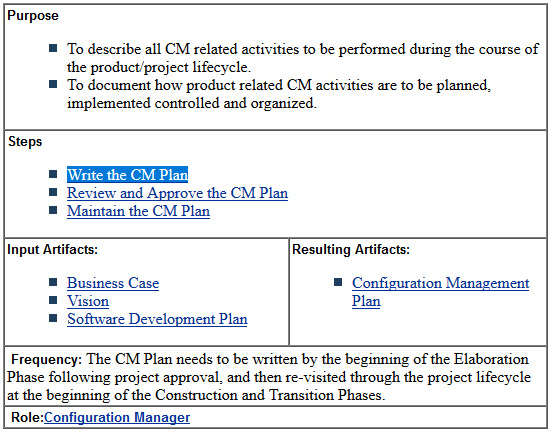 Purpose
To describe all CM related activities to be performed during the course of
the product/project lifecycle.
To document how product related CM activities are to be planned,
implemented controlled and organized.
Steps
Write the CM Plan
Review and Approve the CM Plan
Maintain the CM Plan
Input Artifacts:
Business Case
Vision
Software Development Plan
Resulting Artifacts:
Configuration Management
Plan
Frequency: The CM Plan needs to be written by the beginning of the Elaboration
Phase following project approval, and then re-visited through the project lifecycle
at the beginning of the Construction and Transition Phases.
Role:Configuration Manager